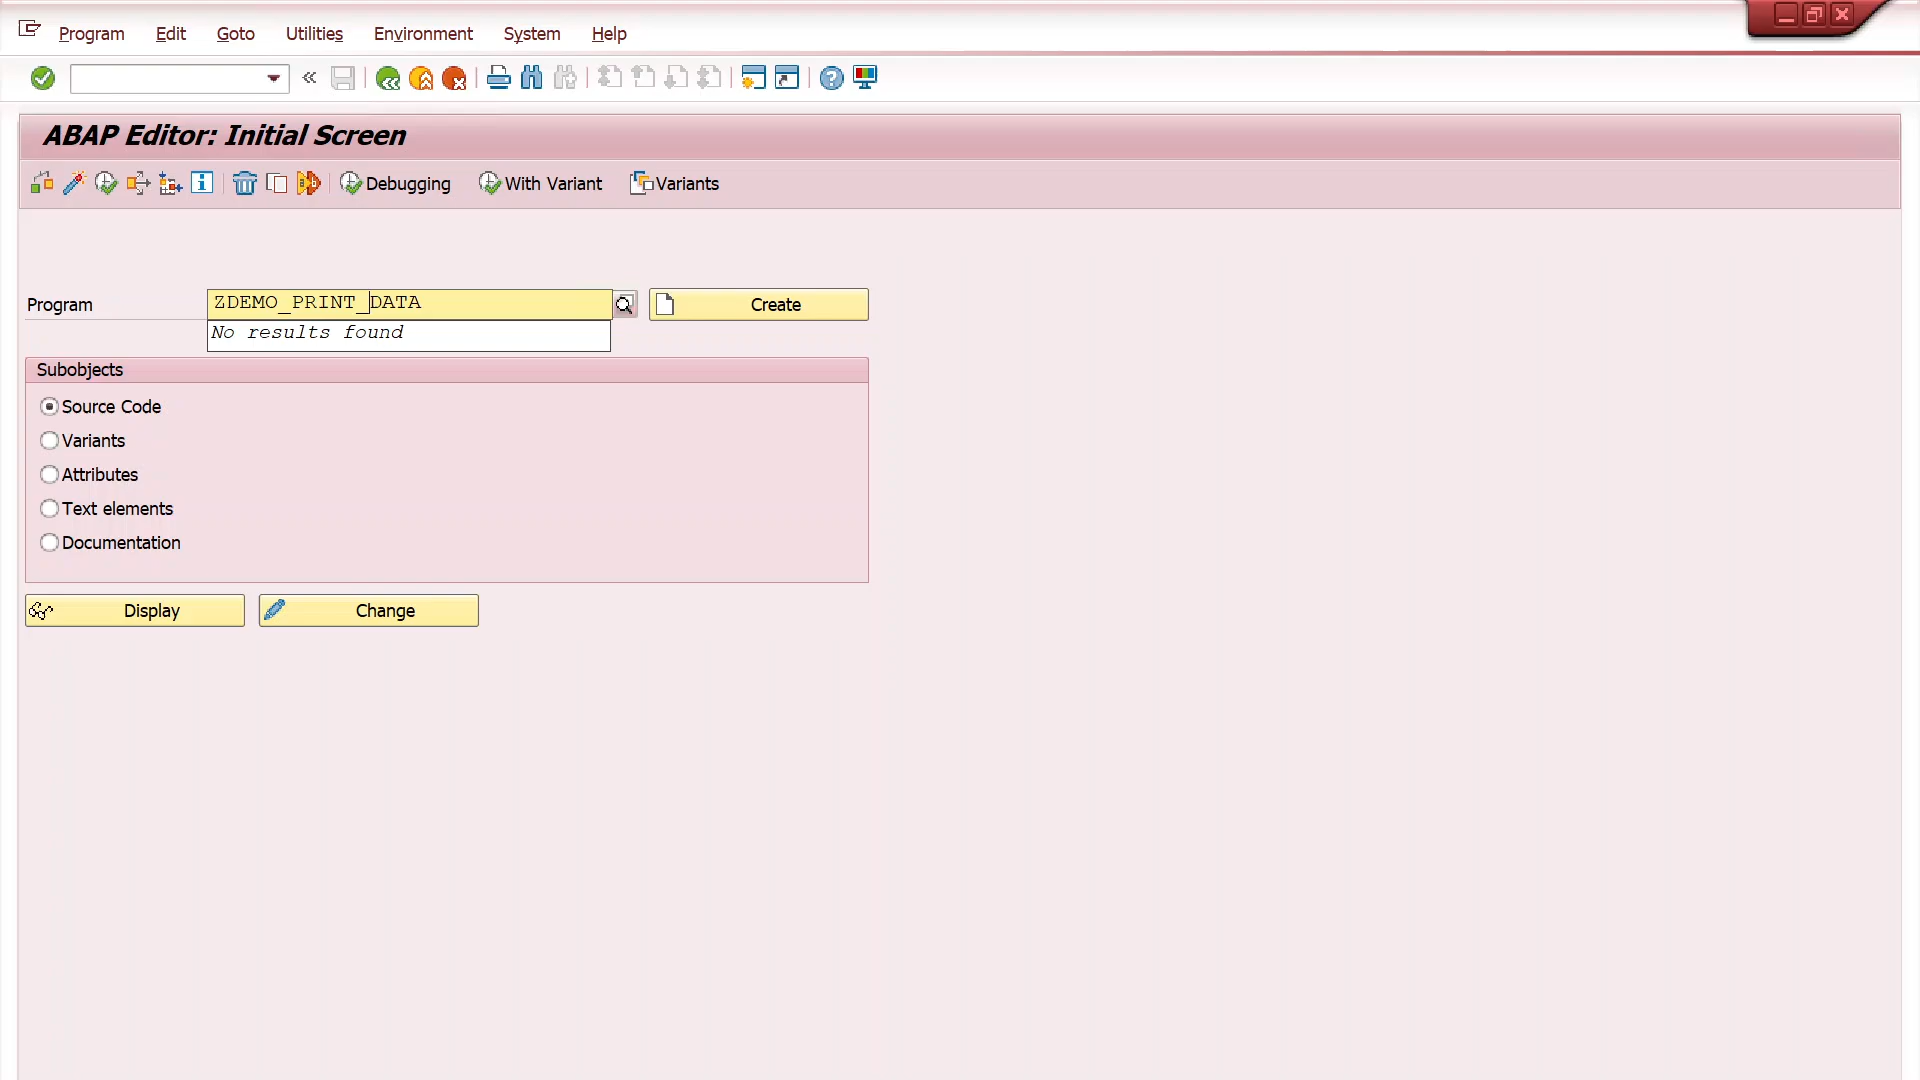 Program Edit Goto Utilities Environment System Help
ABAP Editor: Initial Screen
Debugging With Variant Variants
Program ZDEMO_PRINT_DATA Create
No results found
Subobjects
Source Code
Variants
Attributes
Text elements
Documentation
Display Change